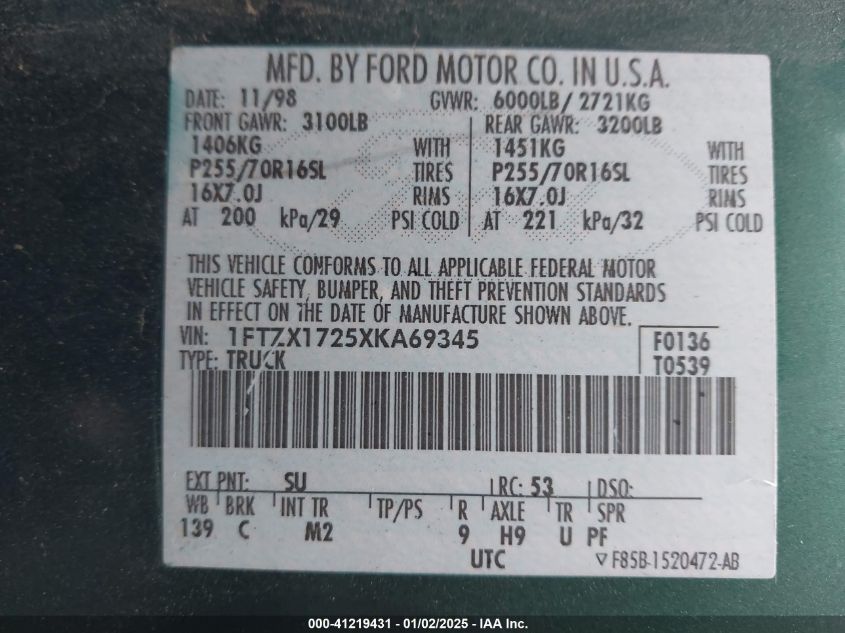 MFD. BY FORD MOTOR CO. IN U.S.A.
DATE: 11/98 GVWR: 6000LB/ 2721KG
FRONT GAWR: 3100LB REAR GAWR: 3200LB
1406KG WITH 1451KG WITH
P255/70R16SL TIRES P255/70R16SL TIRES
16X7.0J RIMS 16X7.0J RIMS
AT 200 kPa/29 PSI COLD AT 221 kPa/32 PSI COLD
THIS VEHICLE CONFORMS TO ALL APPLICABLE FEDERAL MOTOR
VEHICLE SAFETY, BUMPER, AND THEFT PREVENTION STANDARDS
IN EFFECT ON THE DATE OF MANUFACTURE SHOWN ABOVE.
VIN: 1FTZX1725XKA69345 F0136
TYPE: TRUCK T0539
EXT PNT: SU RC: 53 DSO:
WB BRK INT TR TP/PS R AXLE TR SPR
139 C M2 9 H9 U PF
UTC ▽F85B-1520472-AB
000-41219431 - 01/02/2025 - IAA Inc.